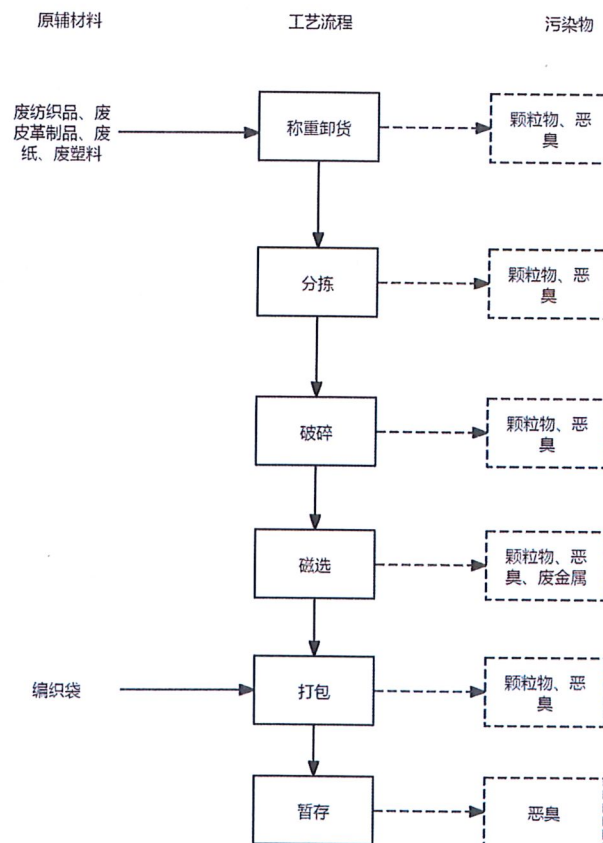 原辅材料
工艺流程
污染物
废纺织品、废
皮革制品、废
纸、废塑料
称重卸货
颗粒物、恶
臭
分拣
颗粒物、恶
臭
破碎
颗粒物、恶
臭
磁选
颗粒物、恶
臭、废金属
编织袋
打包
颗粒物、恶
臭
暂存
恶臭